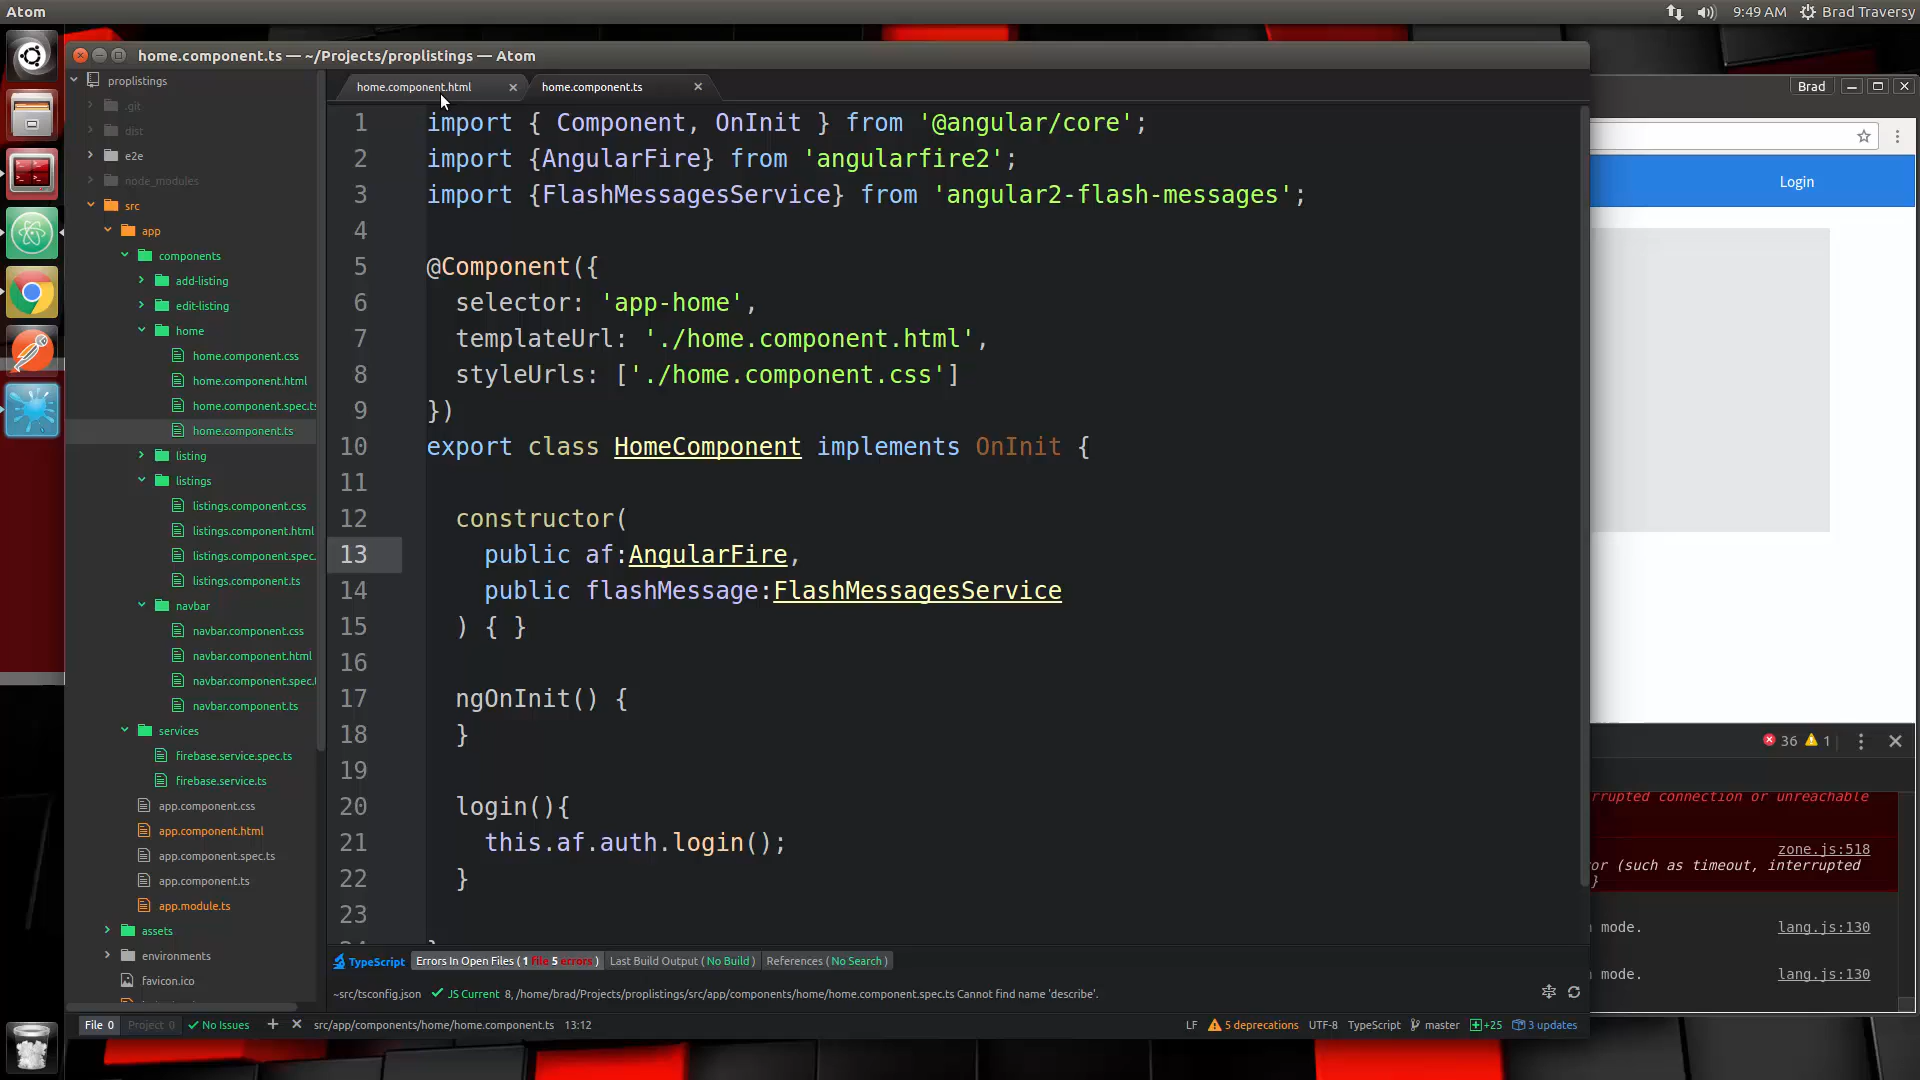 Atom
9:49 AM
Brad Traversy
home.component.ts — ~/Projects/proplistings — Atom
Brad
proplistings
.git
dist
e2e
node_modules
src
app
components
add-listing
edit-listing
home
home.component.css
home.component.html
home.component.spec.ts
home.component.ts
listing
listings
listings.component.css
listings.component.html
listings.component.spec.
listings.component.ts
navbar
navbar.component.css
navbar.component.html
navbar.component.spec.
navbar.component.ts
services
firebase.service.spec.ts
firebase.service.ts
app.component.css
app.component.html
app.component.spec.ts
app.component.ts
app.module.ts
assets
environments
favicon.ico
home.component.html
home.component.ts
1 import { Component, OnInit } from '@angular/core';
2 import {AngularFire} from 'angularfire2';
3 import {FlashMessagesService} from 'angular2-flash-messages';
4
5 @Component({
6 selector: 'app-home',
7 templateUrl: './home.component.html',
8 styleUrls: ['./home.component.css']
9 })
10 export class HomeComponent implements OnInit {
11
12 constructor(
13 public af:AngularFire,
14 public flashMessage:FlashMessagesService
15 ) { }
16
17 ngOnInit() {
18 }
19
20 login(){
21 this.af.auth.login();
22 }
23
TypeScript Errors In Open Files ( 1 File 5 errors ) Last Build Output ( No Build ) References ( No Search )
~src/tsconfig.json JS Current 8, /home/brad/Projects/proplistings/src/app/components/home/home.component.spec.ts Cannot find name 'describe'.
File 0 Project 0 No Issues src/app/components/home/home.component.ts 13:12 LF 5 deprecations UTF-8 TypeScript master +25 3 updates
Login
36 1
rrupted connection or unreachable
zone.js:518
or (such as timeout, interrupted
}
mode. lang.js:130
mode. lang.js:130